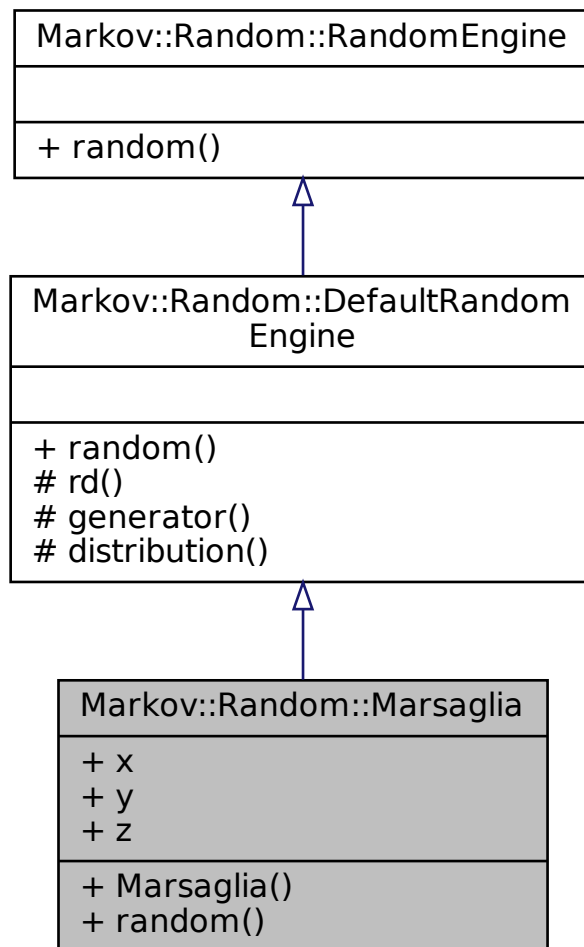 Markov::Random::RandomEngine
+ random()
Markov::Random::DefaultRandom
Engine
+ random()
# rd()
# generator()
# distribution()
Markov::Random::Marsaglia
+ x
+ y
+ z
+ Marsaglia()
+ random()